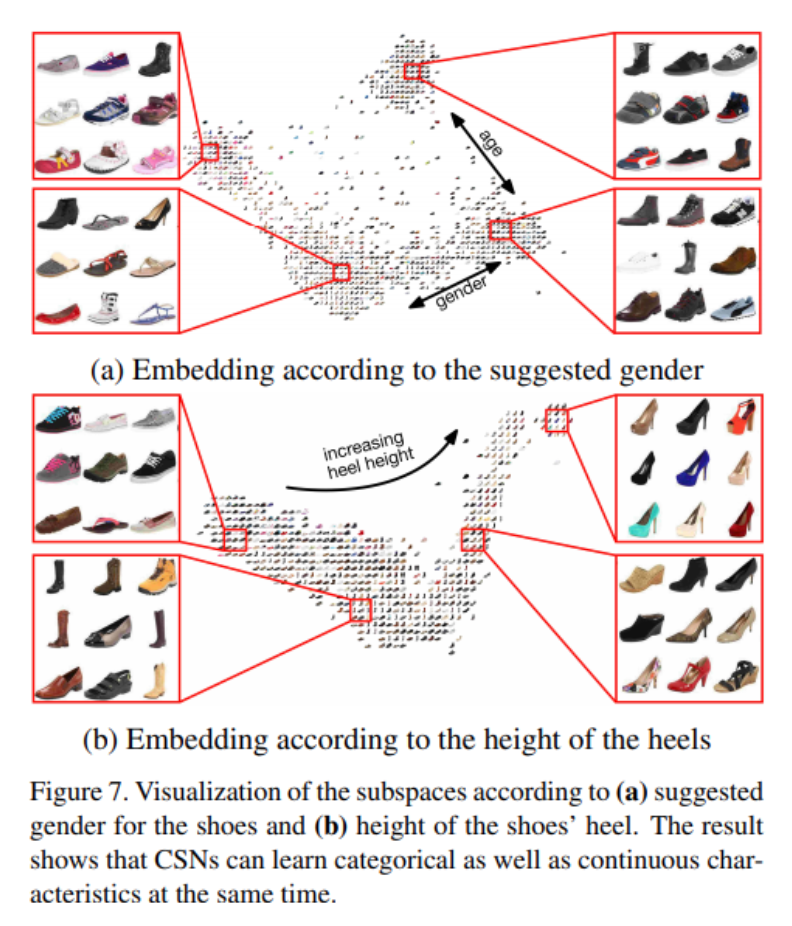 age
gender
(a) Embedding according to the suggested gender
increasing
heel height
(b) Embedding according to the height of the heels
Figure 7. Visualization of the subspaces according to (a) suggested
gender for the shoes and (b) height of the shoes’ heel. The result
shows that CSNs can learn categorical as well as continuous char-
acteristics at the same time.